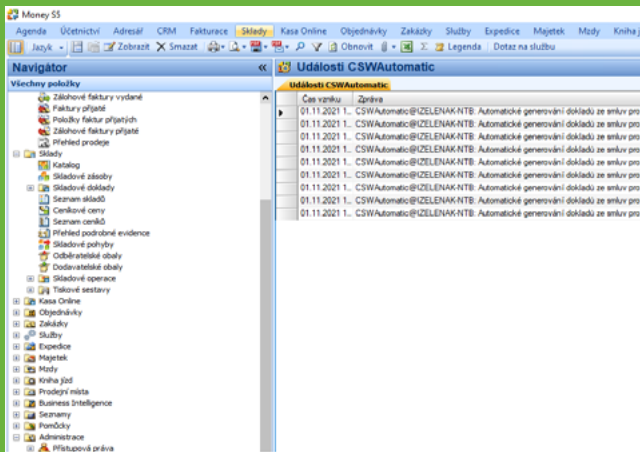 Money S5
Agenda Účetnictví Adresář CRM Fakturace Sklady Kasa Online Objednávky Zakázky Služby Expedice Majetek Mzdy Kniha j
Jazyk Zobrazit Smazat Obnovit Legenda Dotaz na službu
Navigátor «
Události CSWAutomatic
Všechny položky
Události CSWAutomatic
Čas vzniku Zpráva
Zálohové faktury vydané
Faktury přijaté
Položky faktur přijatých
Zálohové faktury přijaté
Přehled prodeje
Sklady
Katalog
Skladové zásoby
Skladové doklady
Seznam skladů
Ceníkové ceny
Seznam ceníků
Přehled podrobné evidence
Skladové pohyby
Odběratelské obaly
Dodavatelské obaly
Skladové operace
Tiskové sestavy
Kasa Online
Objednávky
Zakázky
Služby
Expedice
Majetek
Mzdy
Kniha jízd
Prodejní místa
Business Intelligence
Seznamy
Pomůcky
Administrace
Přístupová práva
01.11.2021 1... CSWAutomatic@IZELENAK-NTB: Automatické generování dokladů ze smluv pro
01.11.2021 1... CSWAutomatic@IZELENAK-NTB: Automatické generování dokladů ze smluv pro
01.11.2021 1... CSWAutomatic@IZELENAK-NTB: Automatické generování dokladů ze smluv pro
01.11.2021 1... CSWAutomatic@IZELENAK-NTB: Automatické generování dokladů ze smluv pro
01.11.2021 1... CSWAutomatic@IZELENAK-NTB: Automatické generování dokladů ze smluv pro
01.11.2021 1... CSWAutomatic@IZELENAK-NTB: Automatické generování dokladů ze smluv pro
01.11.2021 1... CSWAutomatic@IZELENAK-NTB: Automatické generování dokladů ze smluv pro
01.11.2021 1... CSWAutomatic@IZELENAK-NTB: Automatické generování dokladů ze smluv pro
01.11.2021 1... CSWAutomatic@IZELENAK-NTB: Automatické generování dokladů ze smluv pro